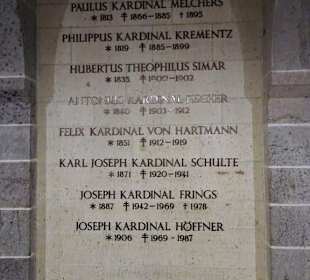 PAULUS KARDINAL MELCHERS
* 1813 ☨ 1866-1885 † 1895
PHILIPPUS KARDINAL KREMENTZ
* 1819 ☨ 1885-1899
HUBERTUS THEOPHILUS SIMAR
* 1835 ☨ 1900-1902
ANTONIUS KARDINAL FISCHER
* 1840 ☨ 1903-1912
FELIX KARDINAL VON HARTMANN
* 1851 ☨ 1912-1919
KARL JOSEPH KARDINAL SCHULTE
* 1871 ☨ 1920-1941
JOSEPH KARDINAL FRINGS
* 1887 ☨ 1942-1969 † 1978
JOSEPH KARDINAL HÖFFNER
* 1906 ☨ 1969-1987